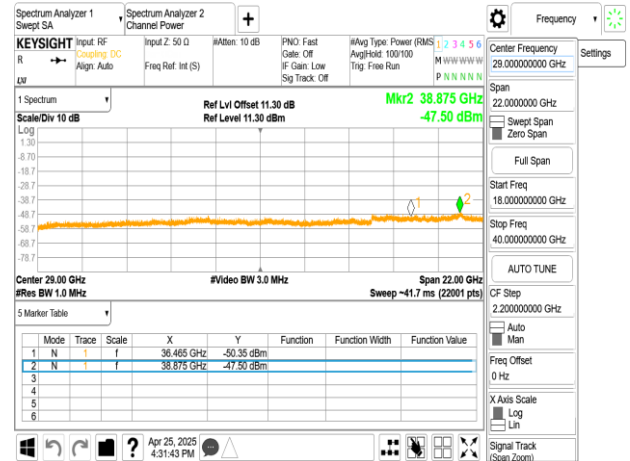 Spectrum Analyzer 1
Swept SA
Spectrum Analyzer 2
Channel Power
+
Frequency
KEYSIGHT
R
Input: RF
Coupling: DC
Align: Auto
Input Z: 50 Ω
Freq Ref: Int (S)
#Atten: 10 dB
PNO: Fast
Gate: Off
IF Gain: Low
Sig Track: Off
#Avg Type: Power (RMS
Avg|Hold: 100/100
Trig: Free Run
1 2 3 4 5 6
M W W W W W
P N N N N N
1 Spectrum
Scale/Div 10 dB
Ref Lvl Offset 11.30 dB
Ref Level 11.30 dBm
Mkr2 38.875 GHz
-47.50 dBm
Log
1.30
-8.70
-18.7
-28.7
-38.7
-48.7
-58.7
-68.7
-78.7
1
2
Center 29.00 GHz
#Res BW 1.0 MHz
#Video BW 3.0 MHz
Span 22.00 GHz
Sweep ~41.7 ms (22001 pts)
5 Marker Table
Mode Trace Scale X Y Function Function Width Function Value
1 N 1 f 36.465 GHz -50.35 dBm
2 N 1 f 38.875 GHz -47.50 dBm
3
4
5
6
Apr 25, 2025
4:31:43 PM
Center Frequency
29.000000000 GHz
Settings
Span
22.0000000 GHz
Swept Span
Zero Span
Full Span
Start Freq
18.000000000 GHz
Stop Freq
40.000000000 GHz
AUTO TUNE
CF Step
2.200000000 GHz
Auto
Man
Freq Offset
0 Hz
X Axis Scale
Log
Lin
Signal Track
(Span Zoom)